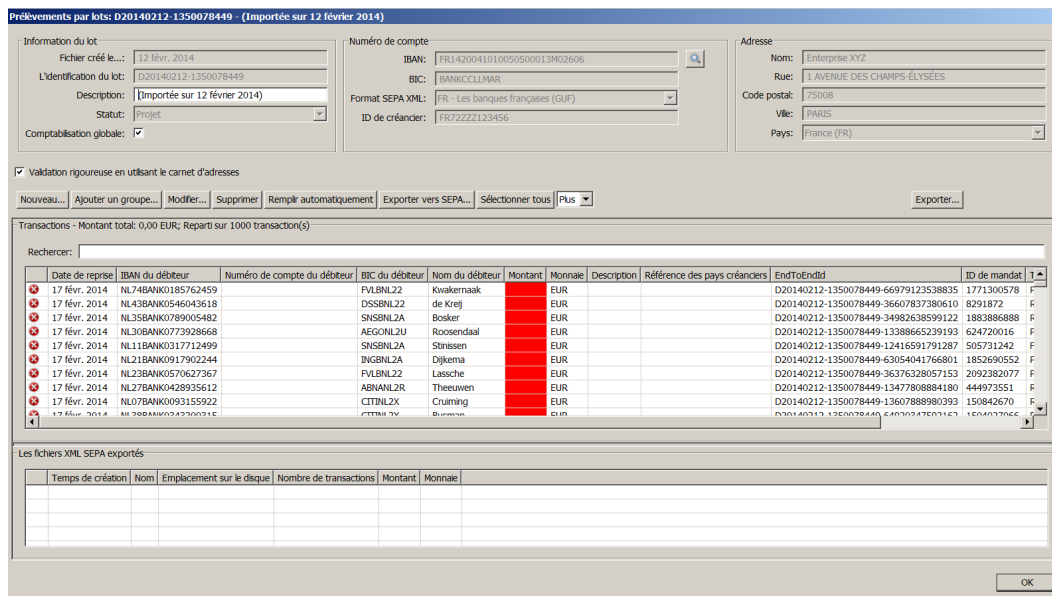 Prélèvements par lots: D20140212-1350078449 - (Importée sur 12 février 2014)
Information du lot
Fichier créé le...: 12 févr. 2014
L'identification du lot: D20140212-1350078449
Description: (Importée sur 12 février 2014)
Statut: Projet
Comptabilisation globale:
Numéro de compte
IBAN: FR1420041010050500013M02606
BIC: BANKCCLLMAR
Format SEPA XML: FR - Les banques françaises (GUF)
ID de créancier: FR72ZZZ123456
Adresse
Nom: Enterprise XYZ
Rue: 1 AVENUE DES CHAMPS-ÉLYSÉES
Code postal: 75008
Ville: PARIS
Pays: France (FR)
Validation rigoureuse en utilisant le carnet d'adresses
Nouveau... Ajouter un groupe... Modifier... Supprimer Remplir automatiquement Exporter vers SEPA... Sélectionner tous Plus Exporter...
Transactions - Montant total: 0,00 EUR; Reparti sur 1000 transaction(s)
Rechercer:
Date de reprise IBAN du débiteur Numéro de compte du débiteur BIC du débiteur Nom du débiteur Montant Monnaie Description Référence des pays créanciers EndToEndId ID de mandat
17 févr. 2014 NL74BANK0185762459 FVLBNL22 Kwakernaak EUR D20140212-1350078449-66979123538835 1771300578
17 févr. 2014 NL43BANK0546043618 DSSBNL22 de Kreij EUR D20140212-1350078449-36607837380610 8291872
17 févr. 2014 NL35BANK0789005482 SNSBNL2A Bosker EUR D20140212-1350078449-34982638599122 1883886888
17 févr. 2014 NL30BANK0773928668 AEGONL2U Roosendaal EUR D20140212-1350078449-13388665239193 624720016
17 févr. 2014 NL11BANK0317712499 SNSBNL2A Stinissen EUR D20140212-1350078449-12416591791287 505731242
17 févr. 2014 NL21BANK0917902244 INGBNL2A Dijkema EUR D20140212-1350078449-63054041766801 1852690552
17 févr. 2014 NL23BANK0570627367 FVLBNL22 Lassche EUR D20140212-1350078449-36376328057153 2092382077
17 févr. 2014 NL27BANK0428935612 ABNANL2R Theeuwen EUR D20140212-1350078449-13477808884180 444973551
17 févr. 2014 NL07BANK0093155922 CITINL2X Cruiming EUR D20140212-1350078449-13607888980393 150842670
17 févr. 2014 EUR
Les fichiers XML SEPA exportés
Temps de création Nom Emplacement sur le disque Nombre de transactions Montant Monnaie
OK